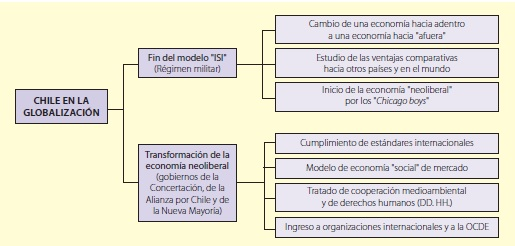 CHILE EN LA
GLOBALIZACIÓN
Fin del modelo "ISI"
(Régimen militar)
Cambio de una economía hacia adentro
a una economía hacia "afuera"
Estudio de las ventajas comparativas
hacia otros países y en el mundo
Inicio de la economía "neoliberal"
por los "Chicago boys"
Transformación de la
economía neoliberal
(gobiernos de la
Concertación, de la
Alianza por Chile y de
la Nueva Mayoría)
Cumplimiento de estándares internacionales
Modelo de economía "social" de mercado
Tratado de cooperación medioambiental
y de derechos humanos (DD. HH.)
Ingreso a organizaciones internacionales y a la OCDE